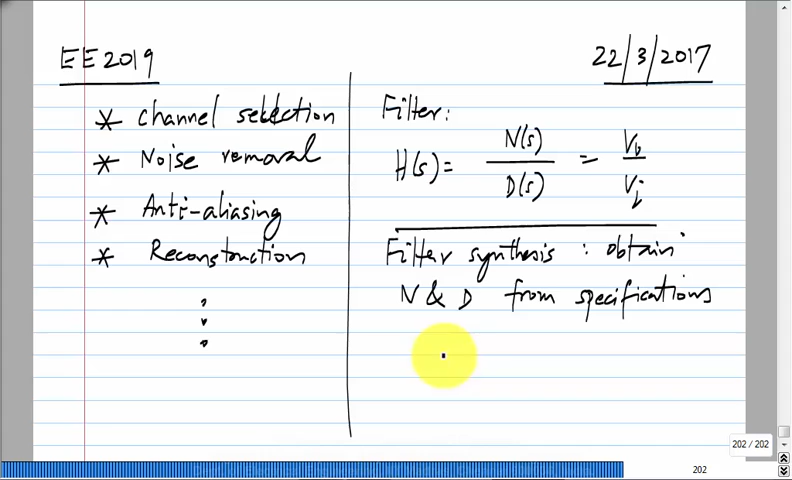 EE2019
22/3/2017
* Channel selection
* Noise removal
* Anti-aliasing
* Reconstruction
Filter:
H(s) = N(s)/D(s) = Vo/Vi
Filter synthesis : obtain
N & D from specifications
202 / 202
202